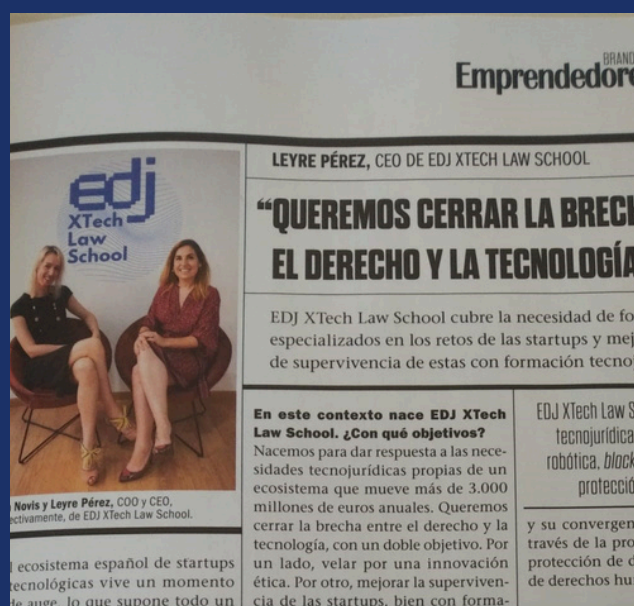 BRAND
Emprendedore
edj
XTech
Law
School
Novis y Leyre Pérez, COO y CEO,
ectivamente, de EDJ XTech Law School.
l ecosistema español de startups
tecnológicas vive un momento
de auge, lo que supone todo un
LEYRE PÉREZ, CEO DE EDJ XTECH LAW SCHOOL
“QUEREMOS CERRAR LA BRECH
EL DERECHO Y LA TECNOLOGÍA
EDJ XTech Law School cubre la necesidad de fo
especializados en los retos de las startups y mej
de supervivencia de estas con formación tecno
En este contexto nace EDJ XTech
Law School. ¿Con qué objetivos?
Nacemos para dar respuesta a las nece-
sidades tecnojurídicas propias de un
ecosistema que mueve más de 3.000
millones de euros anuales. Queremos
cerrar la brecha entre el derecho y la
tecnología, con un doble objetivo. Por
un lado, velar por una innovación
ética. Por otro, mejorar la superviven-
cia de las startups, bien con forma-
EDJ XTech Law S
tecnojurídica
robótica, block
protecció
y su convergen
través de la pro
protección de d
de derechos hu